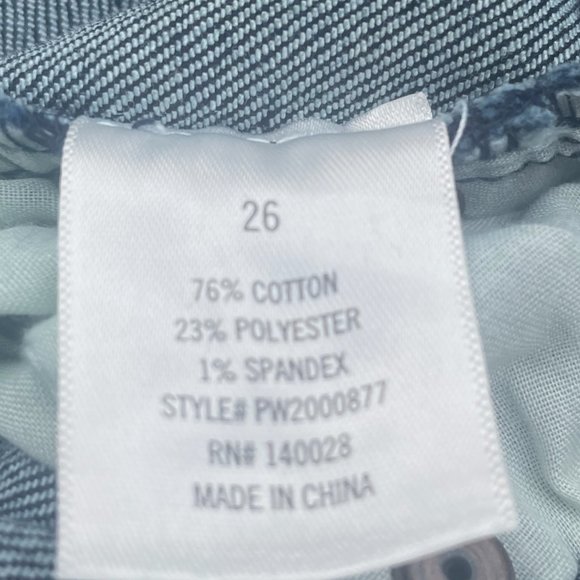 26
76% COTTON
23% POLYESTER
1% SPANDEX
STYLE# PW2000877
RN# 140028
MADE IN CHINA